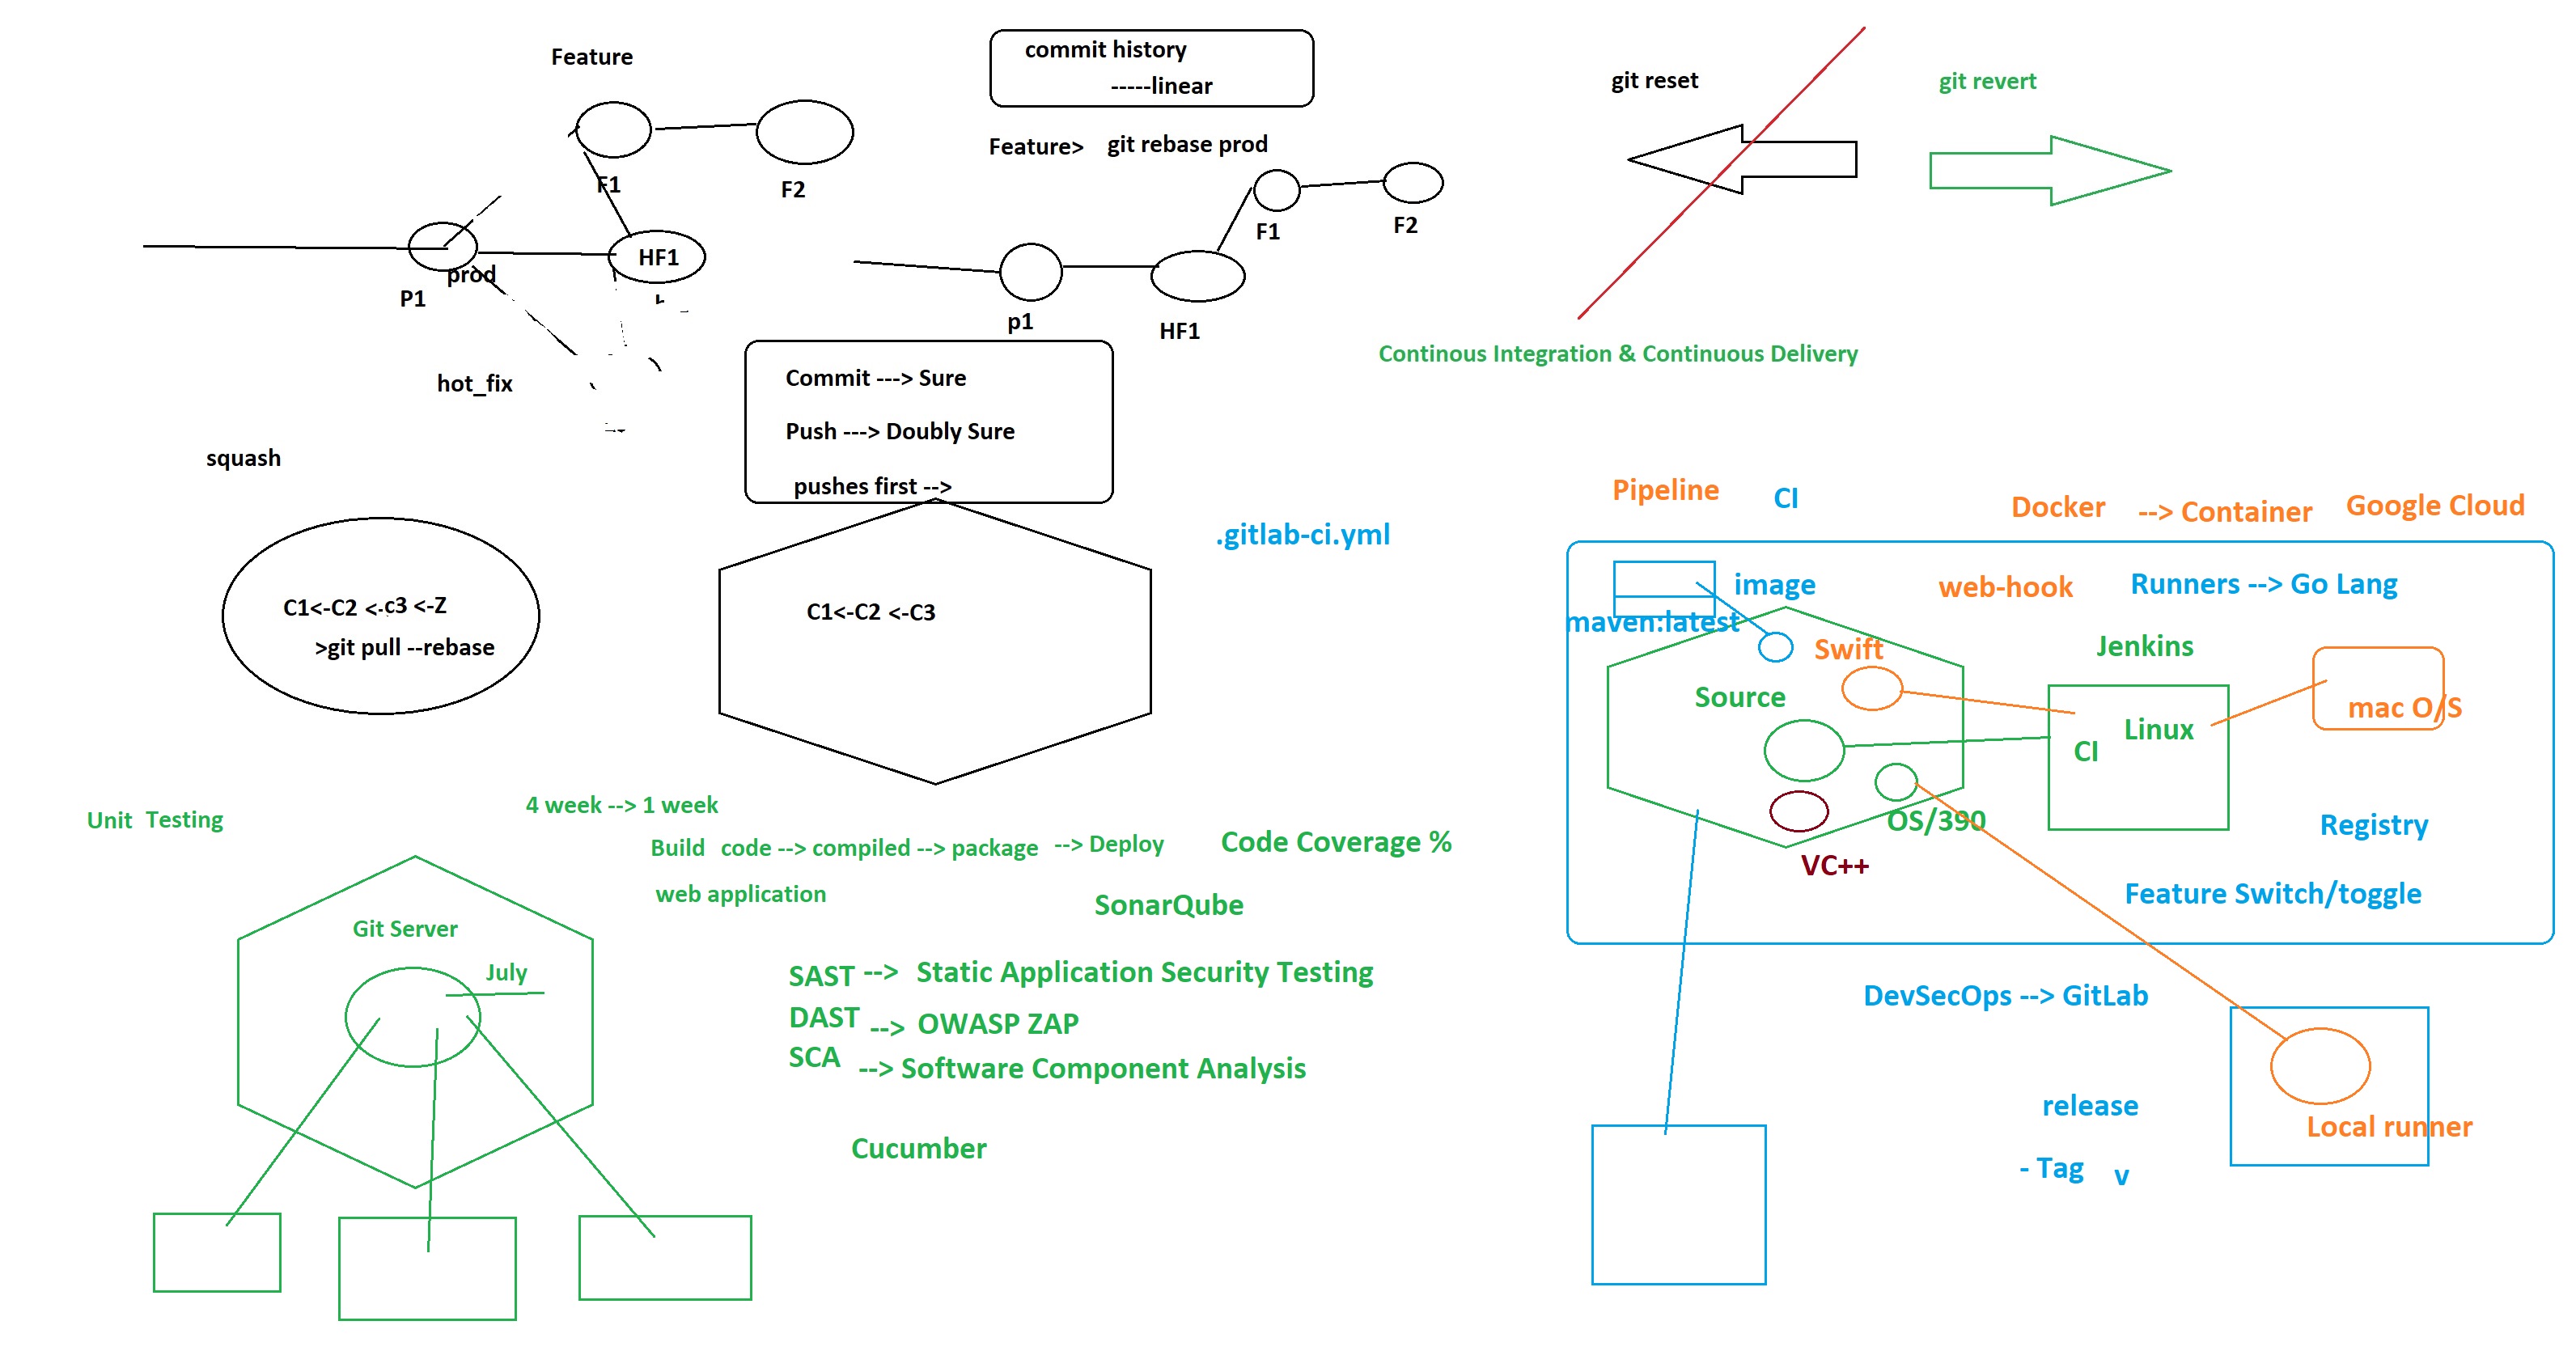 Feature
F1
F2
HF1
prod
P1
hot_fix
commit history
-----linear
Feature> git rebase prod
F1
F2
p1
HF1
git reset
git revert
Continous Integration & Continuous Delivery
Commit ---> Sure
Push ---> Doubly Sure
pushes first -->
squash
C1<-C2 <-c3 <-Z
>git pull --rebase
C1<-C2 <-C3
.gitlab-ci.yml
Unit Testing
4 week --> 1 week
Build code --> compiled --> package --> Deploy
web application
Code Coverage %
SonarQube
Git Server
July
SAST --> Static Application Security Testing
DAST --> OWASP ZAP
SCA --> Software Component Analysis
Cucumber
Pipeline
CI
Docker --> Container
Google Cloud
image
maven:latest
web-hook
Runners --> Go Lang
Swift
Source
Jenkins
Linux
CI
mac O/S
OS/390
VC++
Registry
Feature Switch/toggle
DevSecOps --> GitLab
release
- Tag v
Local runner